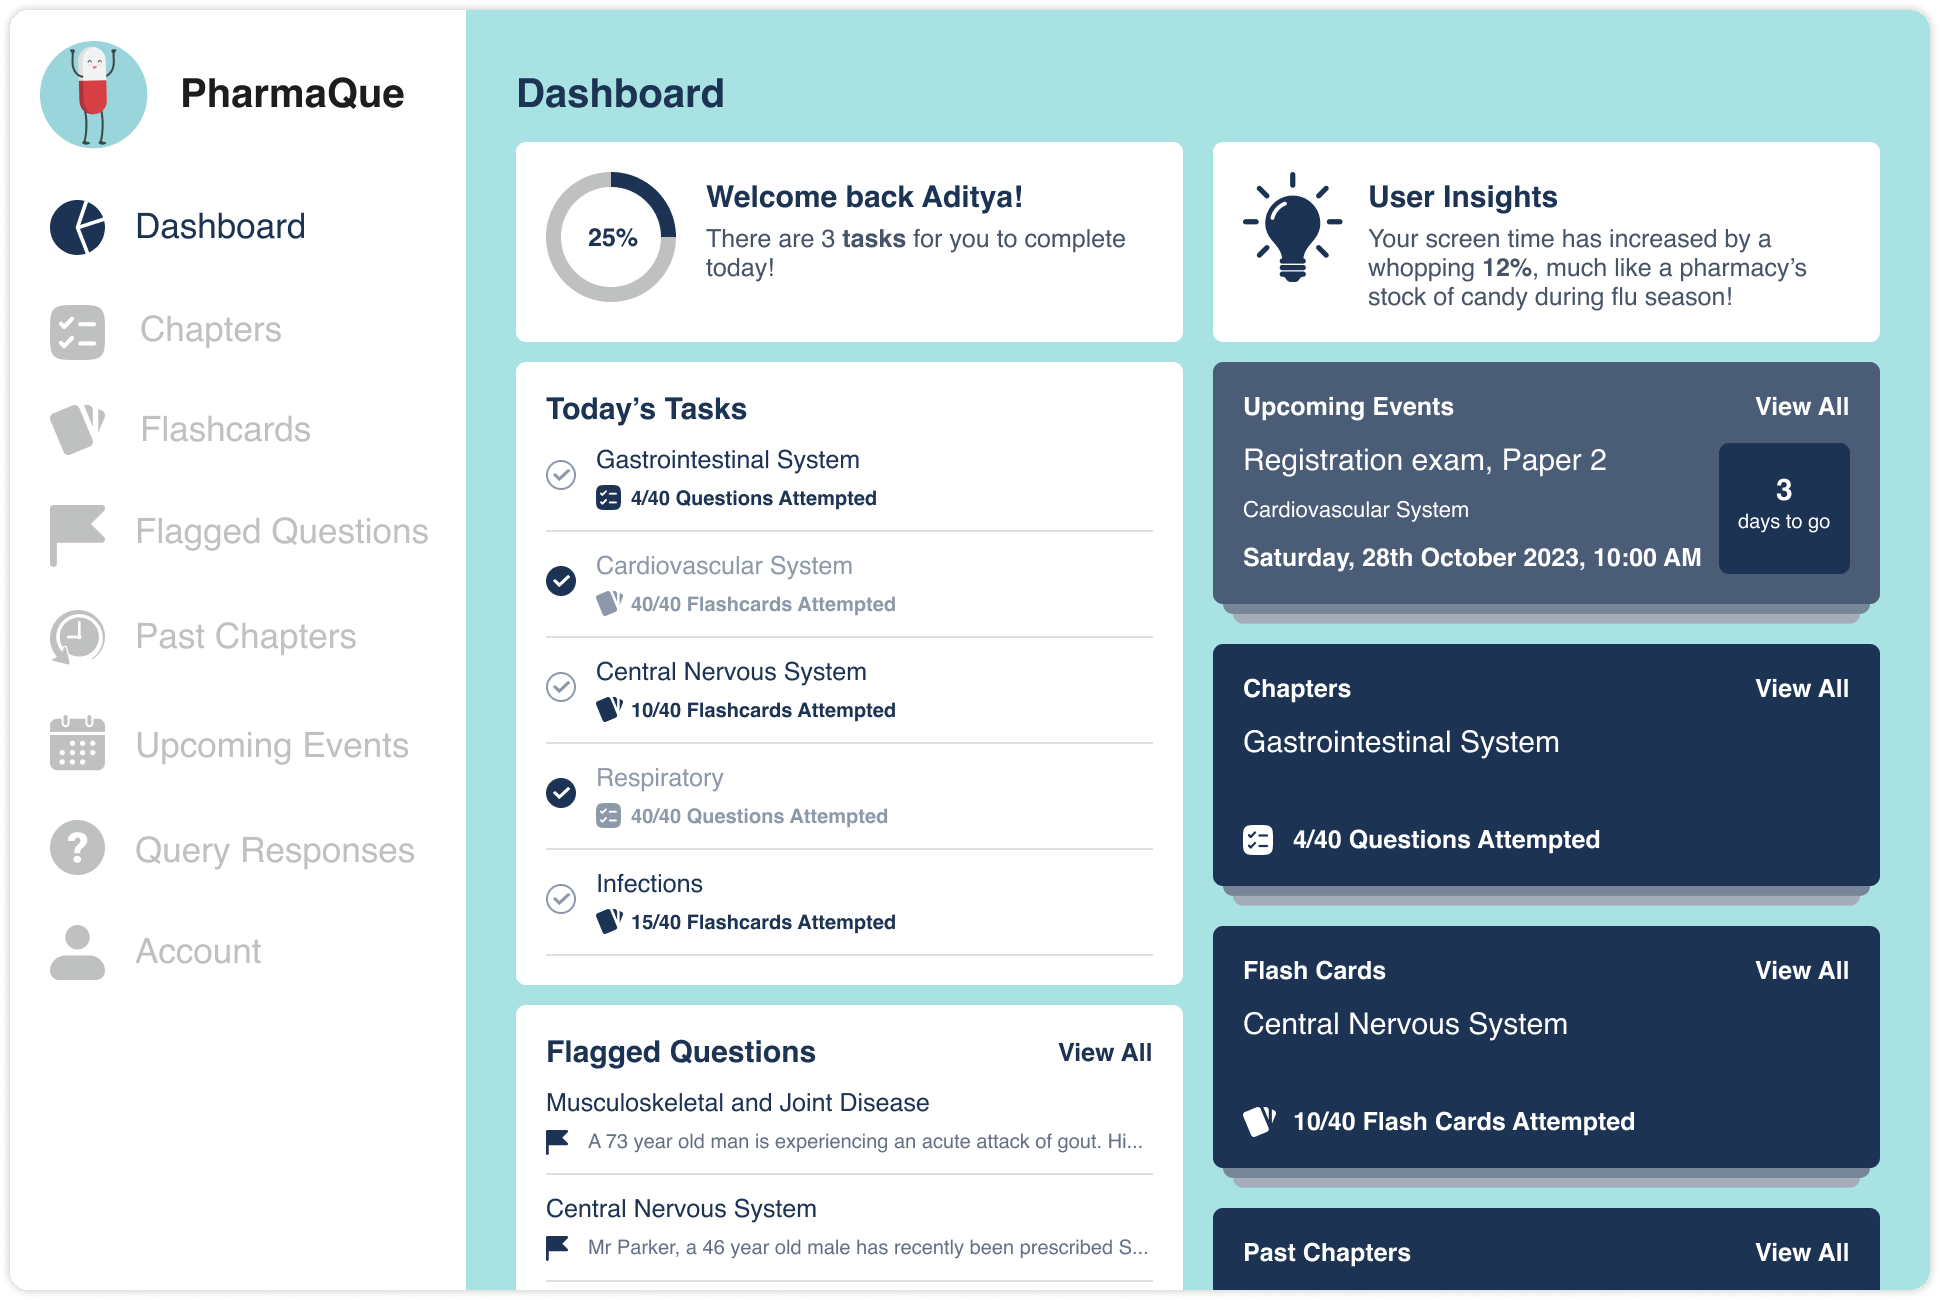 PharmaQue
Dashboard
Chapters
Flashcards
Flagged Questions
Past Chapters
Upcoming Events
Query Responses
Account
Dashboard
25%
Welcome back Aditya!
There are 3 tasks for you to complete
today!
User Insights
Your screen time has increased by a
whopping 12%, much like a pharmacy’s
stock of candy during flu season!
Today’s Tasks
Gastrointestinal System
4/40 Questions Attempted
Cardiovascular System
40/40 Flashcards Attempted
Central Nervous System
10/40 Flashcards Attempted
Respiratory
40/40 Questions Attempted
Infections
15/40 Flashcards Attempted
Flagged Questions
View All
Musculoskeletal and Joint Disease
A 73 year old man is experiencing an acute attack of gout. Hi...
Central Nervous System
Mr Parker, a 46 year old male has recently been prescribed S...
Upcoming Events
View All
Registration exam, Paper 2
Cardiovascular System
Saturday, 28th October 2023, 10:00 AM
3
days to go
Chapters
View All
Gastrointestinal System
4/40 Questions Attempted
Flash Cards
View All
Central Nervous System
10/40 Flash Cards Attempted
Past Chapters
View All